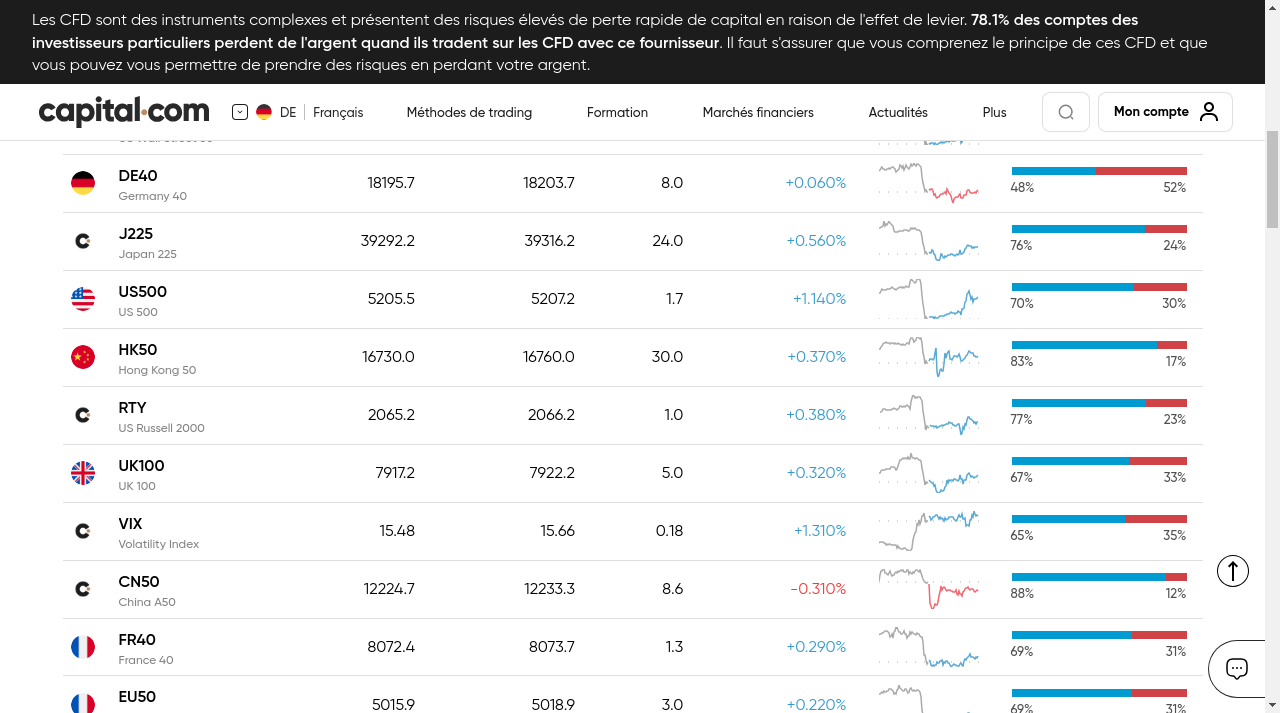 Les CFD sont des instruments complexes et présentent des risques élevés de perte rapide de capital en raison de l'effet de levier. 78.1% des comptes des
investisseurs particuliers perdent de l'argent quand ils tradent sur les CFD avec ce fournisseur. Il faut s'assurer que vous comprenez le principe de ces CFD et que
vous pouvez vous permettre de prendre des risques en perdant votre argent.
capital.com DE Français Méthodes de trading Formation Marchés financiers Actualités Plus Mon compte
DE40 18195.7 18203.7 8.0 +0.060%
Germany 40 48% 52%
J225 39292.2 39316.2 24.0 +0.560%
Japan 225 76% 24%
US500 5205.5 5207.2 1.7 +1.140%
US 500 70% 30%
HK50 16730.0 16760.0 30.0 +0.370%
Hong Kong 50 83% 17%
RTY 2065.2 2066.2 1.0 +0.380%
US Russell 2000 77% 23%
UK100 7917.2 7922.2 5.0 +0.320%
UK 100 67% 33%
VIX 15.48 15.66 0.18 +1.310%
Volatility Index 65% 35%
CN50 12224.7 12233.3 8.6 -0.310%
China A50 88% 12%
FR40 8072.4 8073.7 1.3 +0.290%
France 40 69% 31%
EU50 5015.9 5018.9 3.0 +0.220%
69% 31%